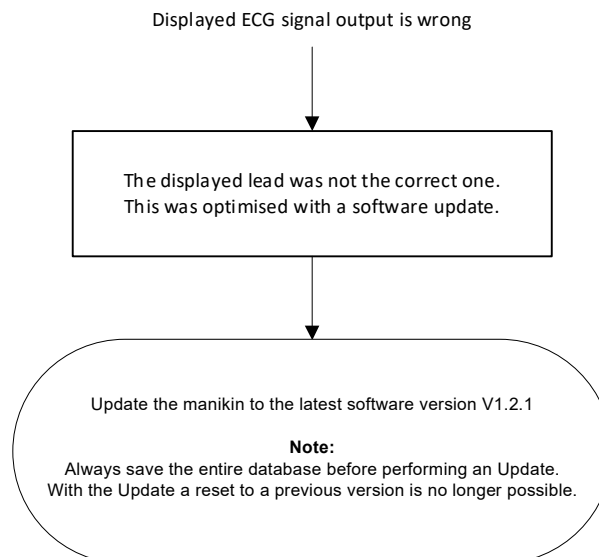 Displayed ECG signal output is wrong
The displayed lead was not the correct one.
This was optimised with a software update.
Update the manikin to the latest software version V1.2.1
Note:
Always save the entire database before performing an Update.
With the Update a reset to a previous version is no longer possible.